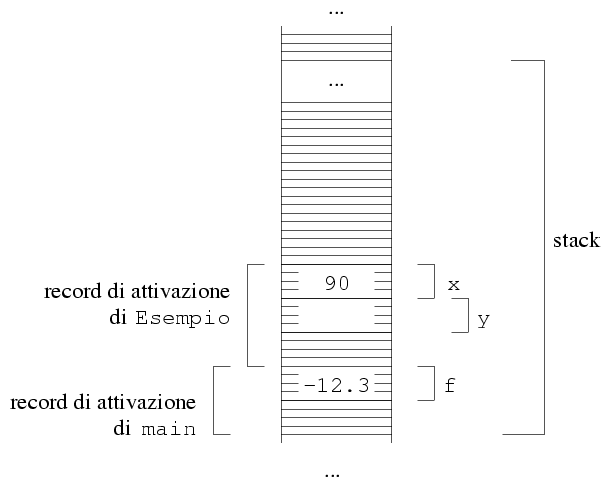 ...
...
stack
record di attivazione
di Esempio
90
x
y
record di attivazione
di main
-12.3
f
...